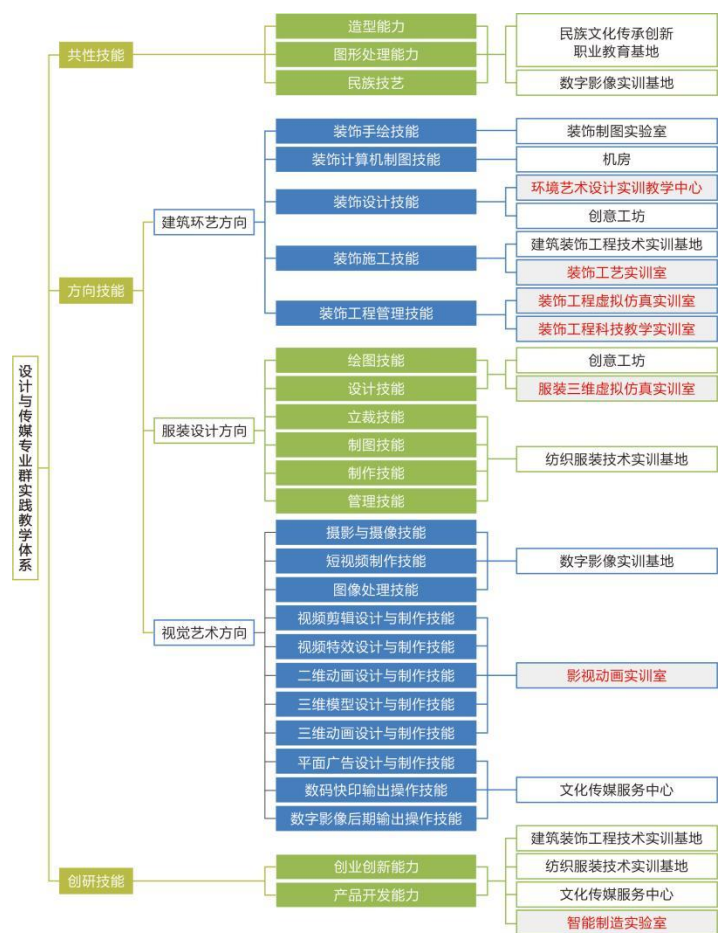 设计与传媒专业群实践教学体系
共性技能
造型能力
图形处理能力
民族技艺
民族文化传承创新
职业教育基地
数字影像实训基地
方向技能
建筑环艺方向
装饰手绘技能
装饰制图实验室
装饰计算机制图技能
机房
装饰设计技能
环境艺术设计实训教学中心
创意工坊
装饰施工技能
建筑装饰工程技术实训基地
装饰工艺实训室
装饰工程管理技能
装饰工程虚拟仿真实训室
装饰工程科技教学实训室
服装设计方向
绘图技能
设计技能
创意工坊
服装三维虚拟仿真实训室
立裁技能
制图技能
制作技能
管理技能
纺织服装技术实训基地
视觉艺术方向
摄影与摄像技能
短视频制作技能
图像处理技能
数字影像实训基地
视频剪辑设计与制作技能
视频特效设计与制作技能
二维动画设计与制作技能
三维模型设计与制作技能
三维动画设计与制作技能
影视动画实训室
平面广告设计与制作技能
数码快印输出操作技能
数字影像后期输出操作技能
文化传媒服务中心
创研技能
创业创新能力
产品开发能力
建筑装饰工程技术实训基地
纺织服装技术实训基地
文化传媒服务中心
智能制造实验室